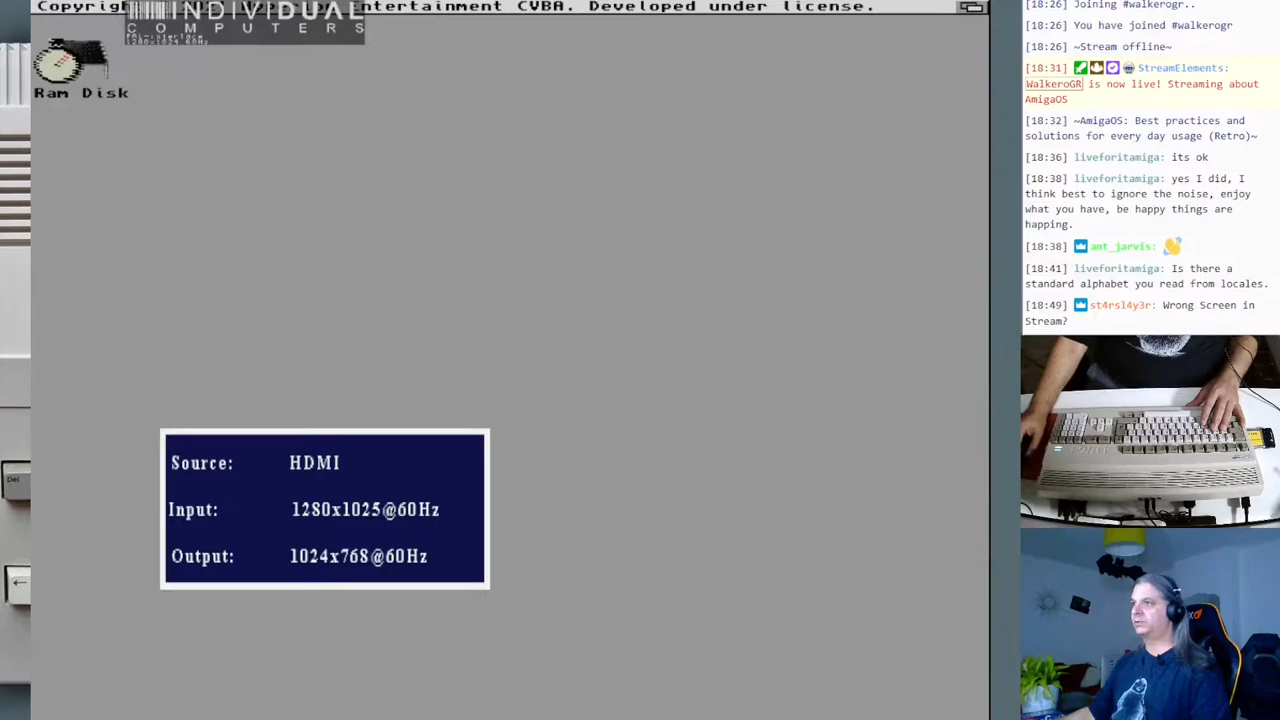 Entertainment CVBA. Developed under license.
INDIVIDUAL
COMPUTERS
PAL-interlace
1280x1024 60Hz
Ram Disk
Source: HDMI
Input: 1280x1025@60Hz
Output: 1024x768@60Hz
Del
[18:26] Joining #walkerogr..
[18:26] You have joined #walkerogr
[18:26] ~Stream offline~
[18:31] StreamElements:
WalkeroGR is now live! Streaming about
AmigaOS
[18:32] ~AmigaOS: Best practices and
solutions for every day usage (Retro)~
[18:36] liveforitamiga: its ok
[18:38] liveforitamiga: yes I did, I
think best to ignore the noise, enjoy
what you have, be happy things are
happing.
[18:38] ant_jarvis:
[18:41] liveforitamiga: Is there a
standard alphabet you read from locales.
[18:49] st4rsl4y3r: Wrong Screen in
Stream?